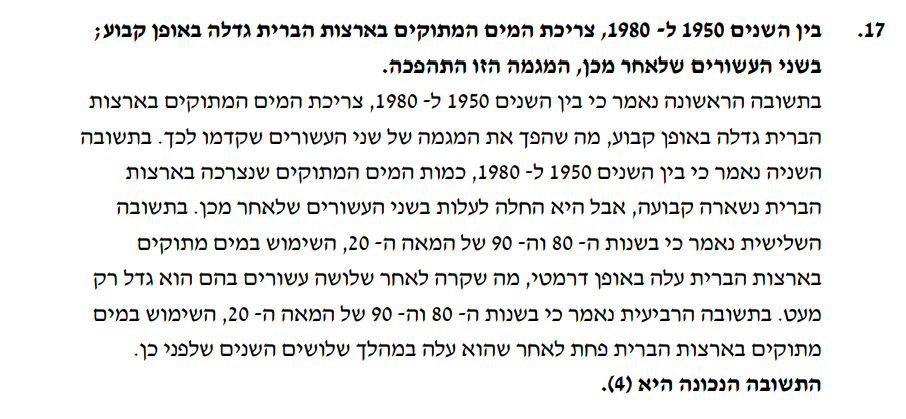 17. בין השנים 1950 ל- 1980, צריכת המים המתוקים בארצות הברית גדלה באופן קבוע;
בשני העשורים שלאחר מכן, המגמה הזו התהפכה.
בתשובה הראשונה נאמר כי בין השנים 1950 ל- 1980, צריכת המים המתוקים בארצות
הברית גדלה באופן קבוע, מה שהפך את המגמה של שני העשורים שקדמו לכך. בתשובה
השניה נאמר כי בין השנים 1950 ל- 1980, כמות המים המתוקים שנצרכה בארצות
הברית נשארה קבועה, אבל היא החלה לעלות בשני העשורים שלאחר מכן. בתשובה
השלישית נאמר כי בשנות ה- 80 וה- 90 של המאה ה- 20, השימוש במים מתוקים
בארצות הברית עלה באופן דרמטי, מה שקרה לאחר שלושה עשורים בהם הוא גדל רק
מעט. בתשובה הרביעית נאמר כי בשנות ה- 80 וה- 90 של המאה ה- 20, השימוש במים
מתוקים בארצות הברית פחת לאחר שהוא עלה במהלך שלושים השנים שלפני כן.
התשובה הנכונה היא (4).